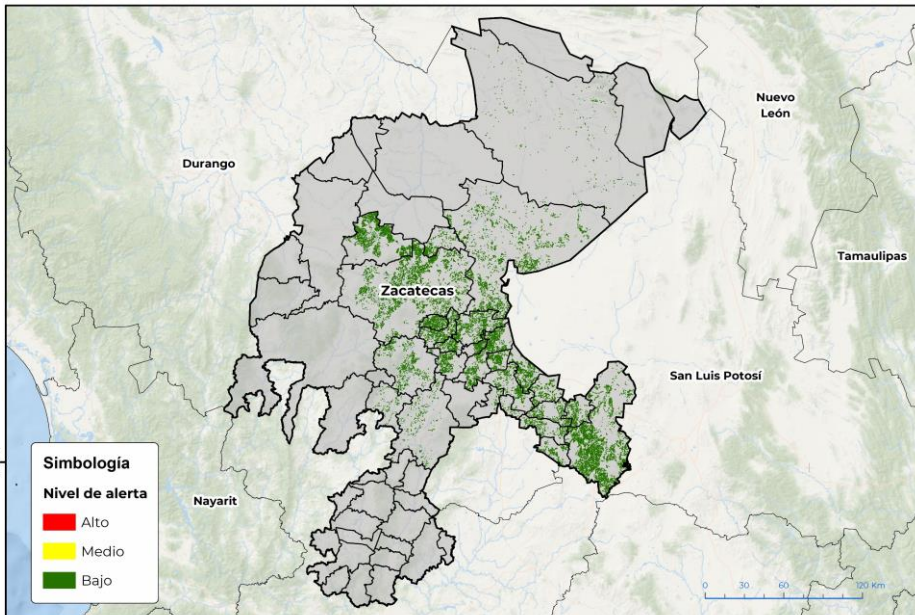 Nuevo
León
Durango
Tamaulipas
Zacatecas
San Luis Potosí
Nayarit
Simbología
Nivel de alerta
Alto
Medio
Bajo
0 30 60 120 Km